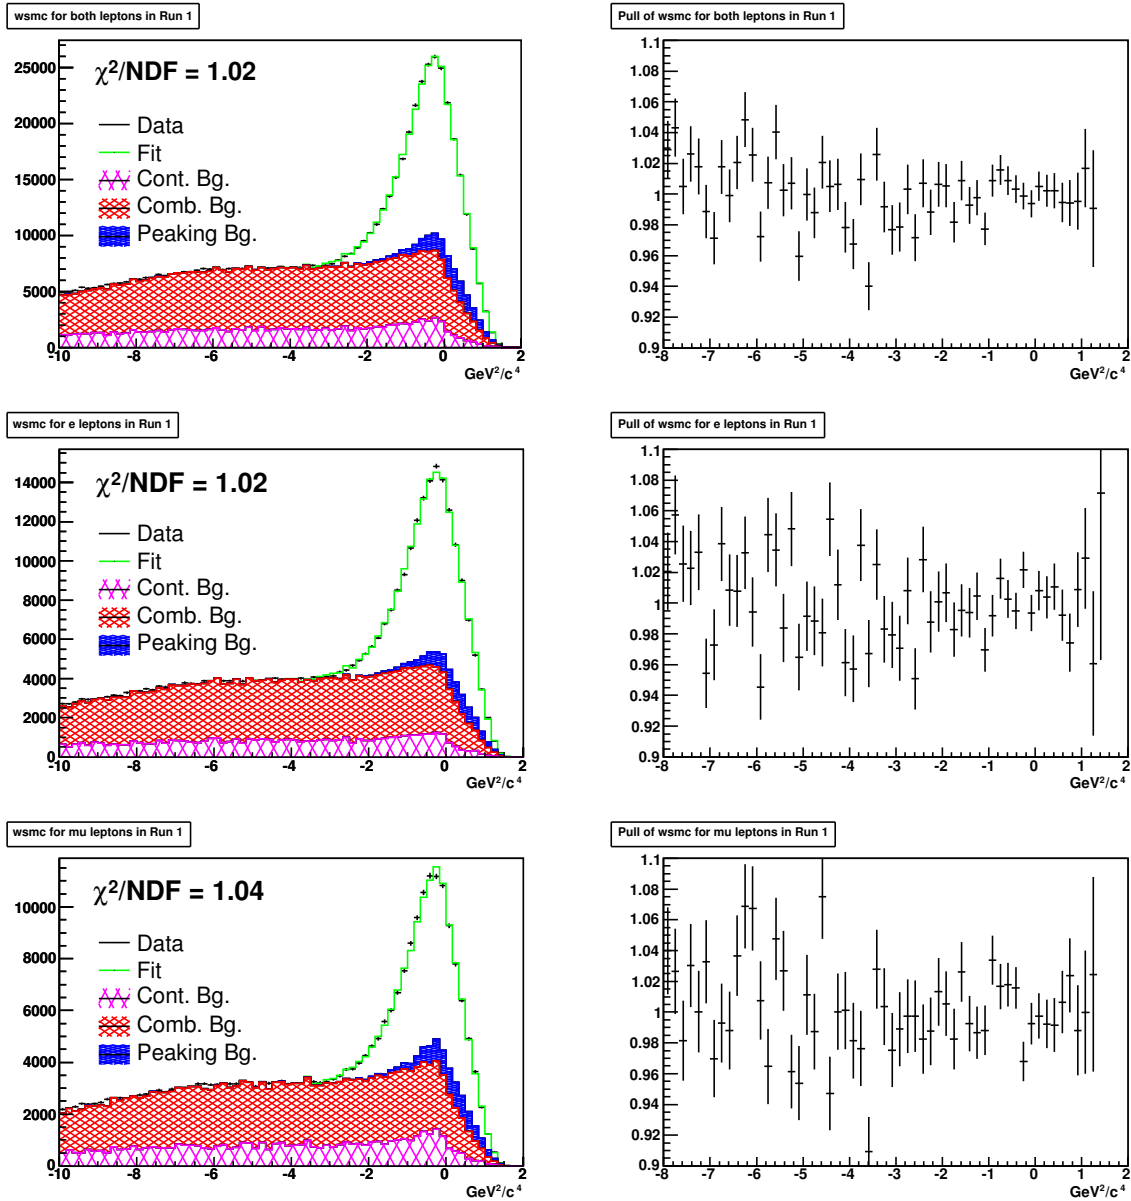 wsmc for both leptons in Run 1
χ²/NDF = 1.02
Data
Fit
Cont. Bg.
Comb. Bg.
Peaking Bg.
25000
20000
15000
10000
5000
0
-10 -8 -6 -4 -2 0 2
GeV²/c⁴
Pull of wsmc for both leptons in Run 1
1.1
1.08
1.06
1.04
1.02
1
0.98
0.96
0.94
0.92
0.9
-8 -7 -6 -5 -4 -3 -2 -1 0 1 2
GeV²/c⁴
wsmc for e leptons in Run 1
χ²/NDF = 1.02
Data
Fit
Cont. Bg.
Comb. Bg.
Peaking Bg.
14000
12000
10000
8000
6000
4000
2000
0
-10 -8 -6 -4 -2 0 2
GeV²/c⁴
Pull of wsmc for e leptons in Run 1
1.1
1.08
1.06
1.04
1.02
1
0.98
0.96
0.94
0.92
0.9
-8 -7 -6 -5 -4 -3 -2 -1 0 1 2
GeV²/c⁴
wsmc for mu leptons in Run 1
χ²/NDF = 1.04
Data
Fit
Cont. Bg.
Comb. Bg.
Peaking Bg.
10000
8000
6000
4000
2000
0
-10 -8 -6 -4 -2 0 2
GeV²/c⁴
Pull of wsmc for mu leptons in Run 1
1.1
1.08
1.06
1.04
1.02
1
0.98
0.96
0.94
0.92
0.9
-8 -7 -6 -5 -4 -3 -2 -1 0 1 2
GeV²/c⁴